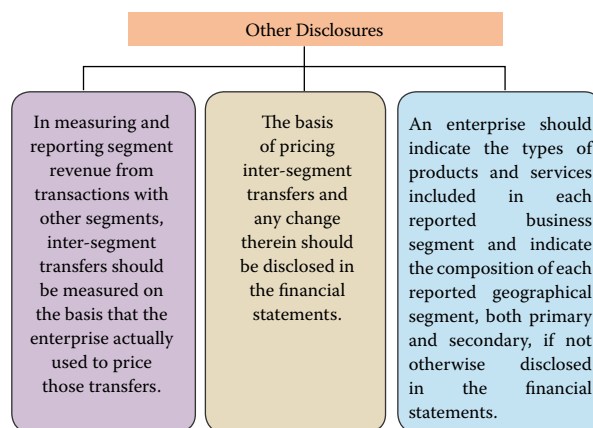 Other Disclosures
In measuring and
reporting segment
revenue from
transactions with
other segments,
inter-segment
transfers should
be measured on
the basis that the
enterprise actually
used to price
those transfers.
The basis
of pricing
inter-segment
transfers and
any change
therein should
be disclosed in
the financial
statements.
An enterprise should
indicate the types of
products and services
included in each
reported business
segment and indicate
the composition of each
reported geographical
segment, both primary
and secondary, if not
otherwise disclosed
in the financial
statements.